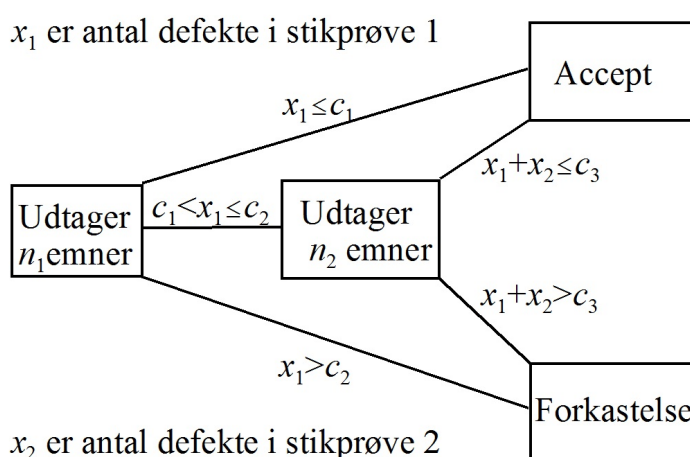 x₁ er antal defekte i stikprøve 1
Accept
x₁≤c₁
x₁+x₂≤c₃
Udtager
n₁emner
c₁<x₁≤c₂
Udtager
n₂ emner
x₁+x₂>c₃
x₁>c₂
Forkastelse
x₂ er antal defekte i stikprøve 2